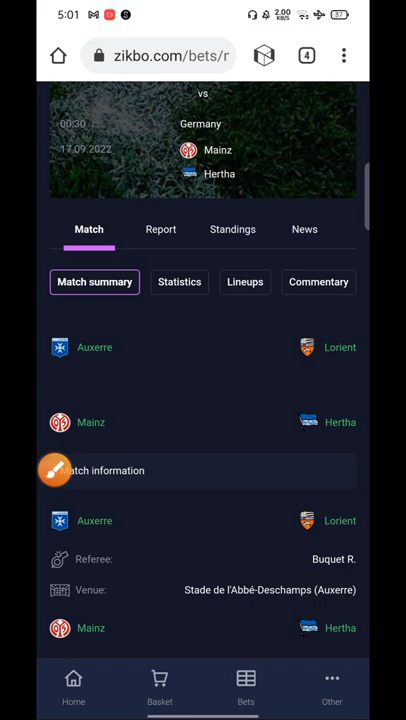 5:01
2.00
KB/S
37
zikbo.com/bets/r
4
vs
00:30
Germany
17.09.2022
Mainz
Hertha
Match
Report
Standings
News
Match summary
Statistics
Lineups
Commentary
Auxerre
Lorient
Mainz
Hertha
atch information
Auxerre
Lorient
Referee:
Buquet R.
Venue:
Stade de l'Abbé-Deschamps (Auxerre)
Mainz
Hertha
Home
Basket
Bets
Other